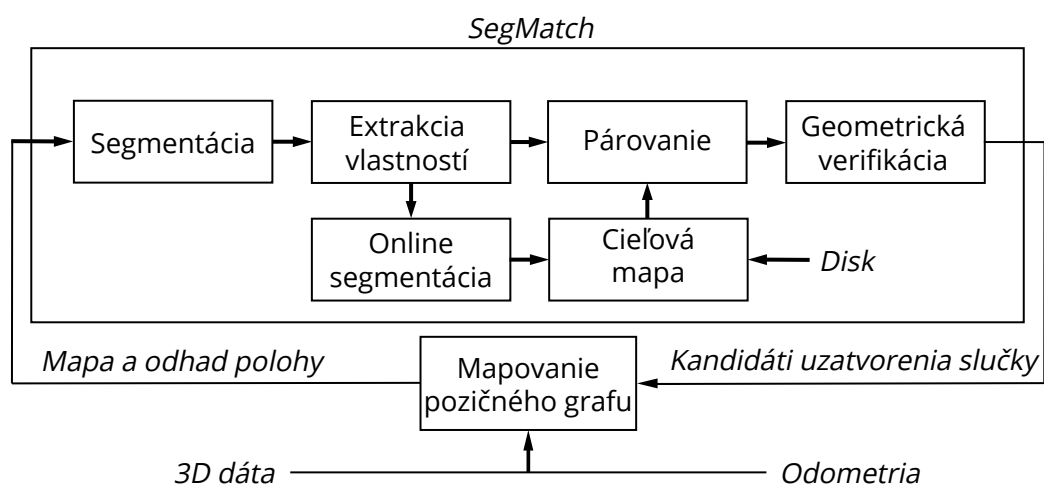 SegMatch
Segmentácia
Extrakcia
vlastností
Párovanie
Geometrická
verifikácia
Online
segmentácia
Cieľová
mapa
Disk
Mapa a odhad polohy
Mapovanie
pozičného grafu
Kandidáti uzatvorenia slučky
3D dáta
Odometria